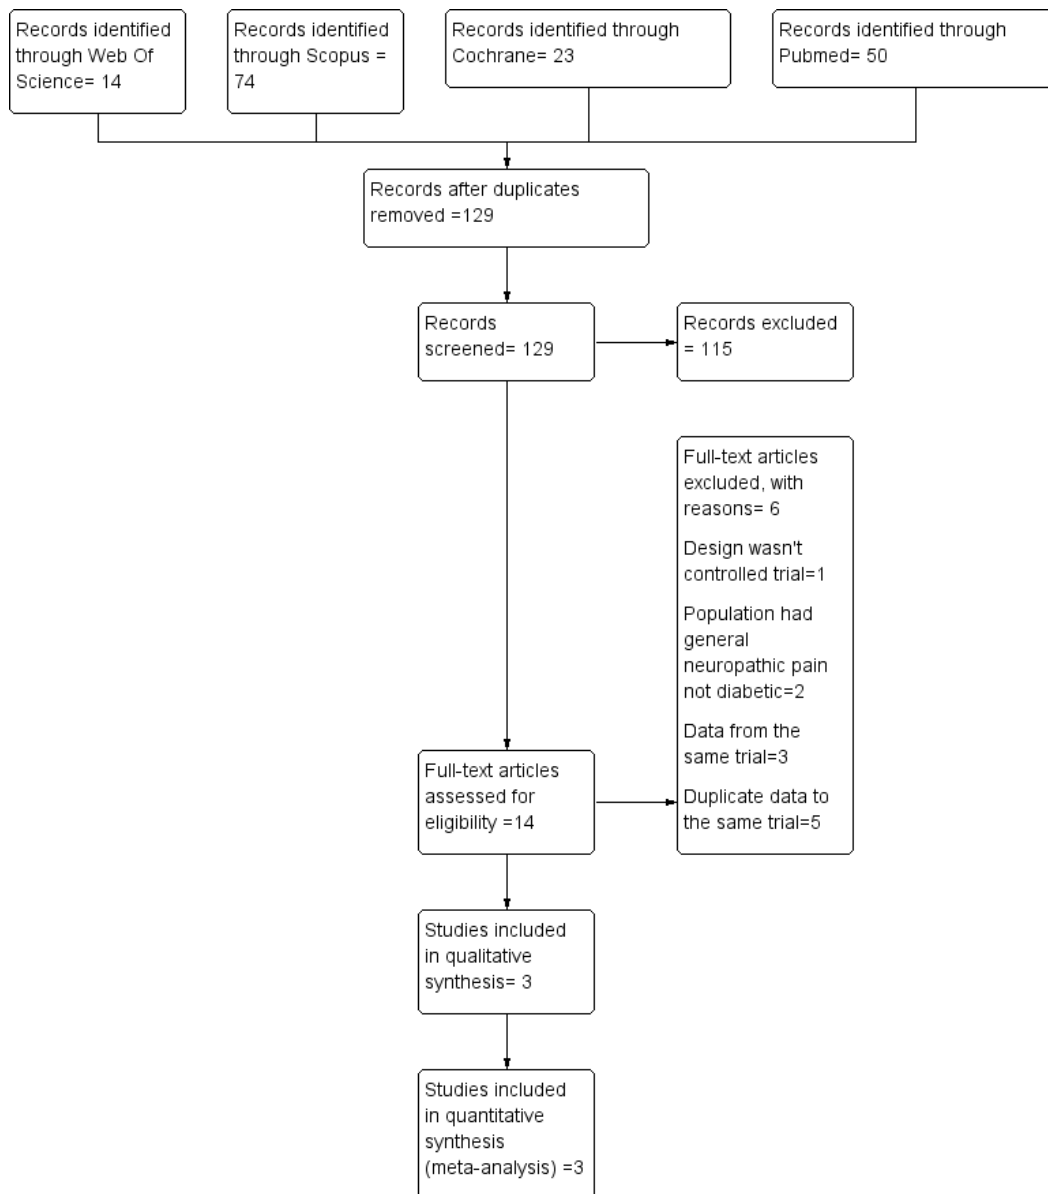 Records identified
through Web Of
Science= 14
Records identified
through Scopus =
74
Records identified through
Cochrane= 23
Records identified through
Pubmed= 50
Records after duplicates
removed =129
Records
screened= 129
Records excluded
= 115
Full-text articles
excluded, with
reasons= 6
Design wasn't
controlled trial=1
Population had
general
neuropathic pain
not diabetic=2
Data from the
same trial=3
Duplicate data to
the same trial=5
Full-text articles
assessed for
eligibility =14
Studies included
in qualitative
synthesis= 3
Studies included
in quantitative
synthesis
(meta-analysis) =3